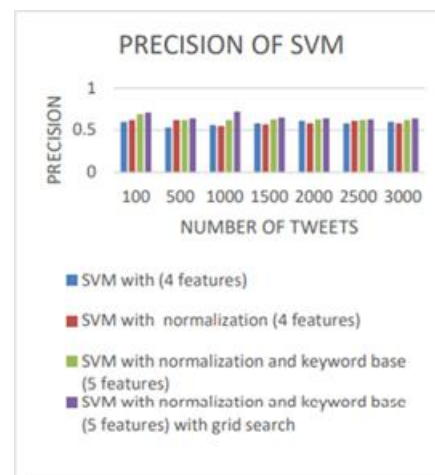 PRECISION OF SVM
1
0.5
0
PRECISION
100 500 1000 1500 2000 2500 3000
NUMBER OF TWEETS
SVM with (4 features)
SVM with normalization (4 features)
SVM with normalization and keyword base
(5 features)
SVM with normalization and keyword base
(5 features) with grid search